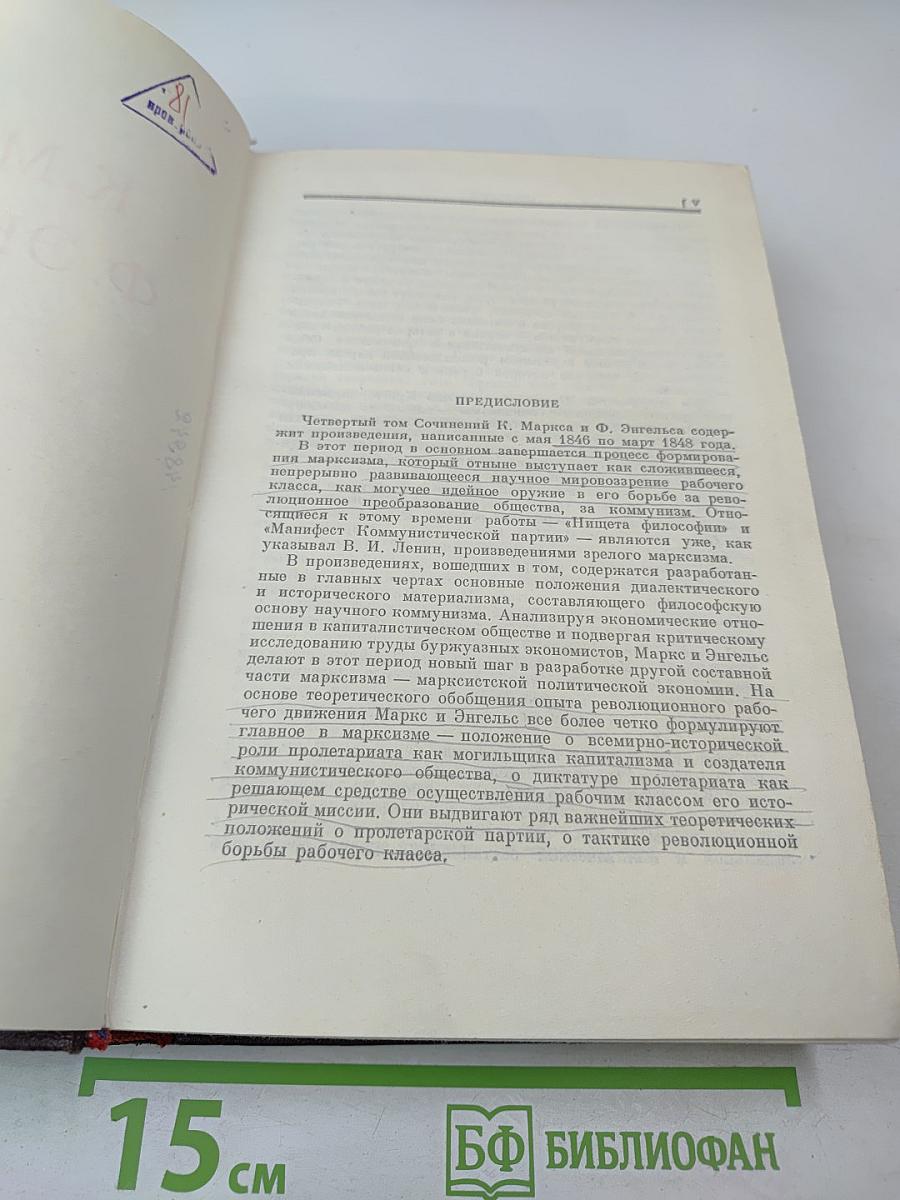 81
ПРЕДИСЛОВИЕ
Четвертый том Сочинений К. Маркса и Ф. Энгельса содер-
жит произведения, написанные с мая 1846 по март 1848 года.
В этот период в основном завершается процесс формирова-
ния марксизма, который отныне выступает как сложившееся,
непрерывно развивающееся научное мировоззрение рабочего
класса, как могучее идейное оружие в его борьбе за рево-
люционное преобразование общества, за коммунизм. Отно-
сящиеся к этому времени работы — «Нищета философии» и
«Манифест Коммунистической партии» — являются уже, как
указывал В. И. Ленин, произведениями зрелого марксизма.
В произведениях, вошедших в том, содержатся разработан-
ные в главных чертах основные положения диалектического
и исторического материализма, составляющего философскую
основу научного коммунизма. Анализируя экономические отно-
шения в капиталистическом обществе и подвергая критическому
исследованию труды буржуазных экономистов, Маркс и Энгельс
делают в этот период новый шаг в разработке другой составной
части марксизма — марксистской политической экономии. На
основе теоретического обобщения опыта революционного рабо-
чего движения Маркс и Энгельс все более четко формулируют
главное в марксизме — положение о всемирно-исторической
роли пролетариата как могильщика капитализма и создателя
коммунистического общества, о диктатуре пролетариата как
решающем средстве осуществления рабочим классом его исто-
рической миссии. Они выдвигают ряд важнейших теоретических
положений о пролетарской партии, о тактике революционной
борьбы рабочего класса.
15 см
БФ БИБЛИОФАН